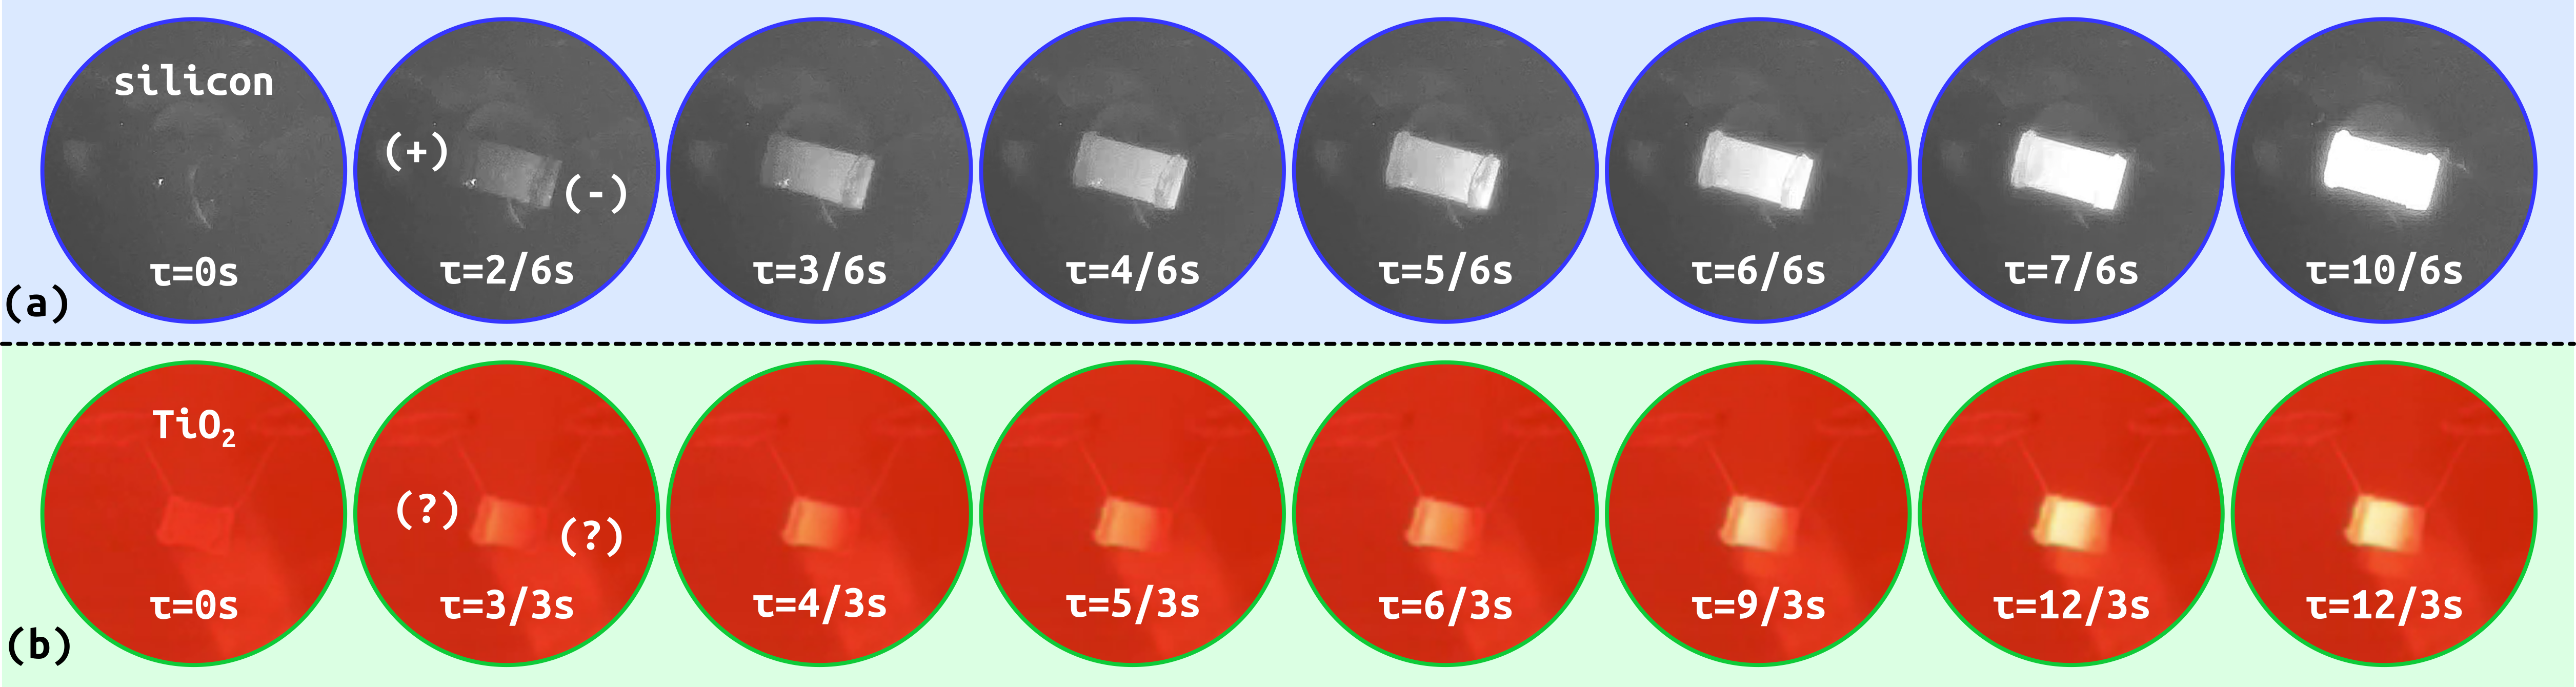 silicon
(+)
(-)
τ=0s
τ=2/6s
τ=3/6s
τ=4/6s
τ=5/6s
τ=6/6s
τ=7/6s
τ=10/6s
(a)
TiO₂
(?)
(?)
τ=0s
τ=3/3s
τ=4/3s
τ=5/3s
τ=6/3s
τ=9/3s
τ=12/3s
τ=12/3s
(b)